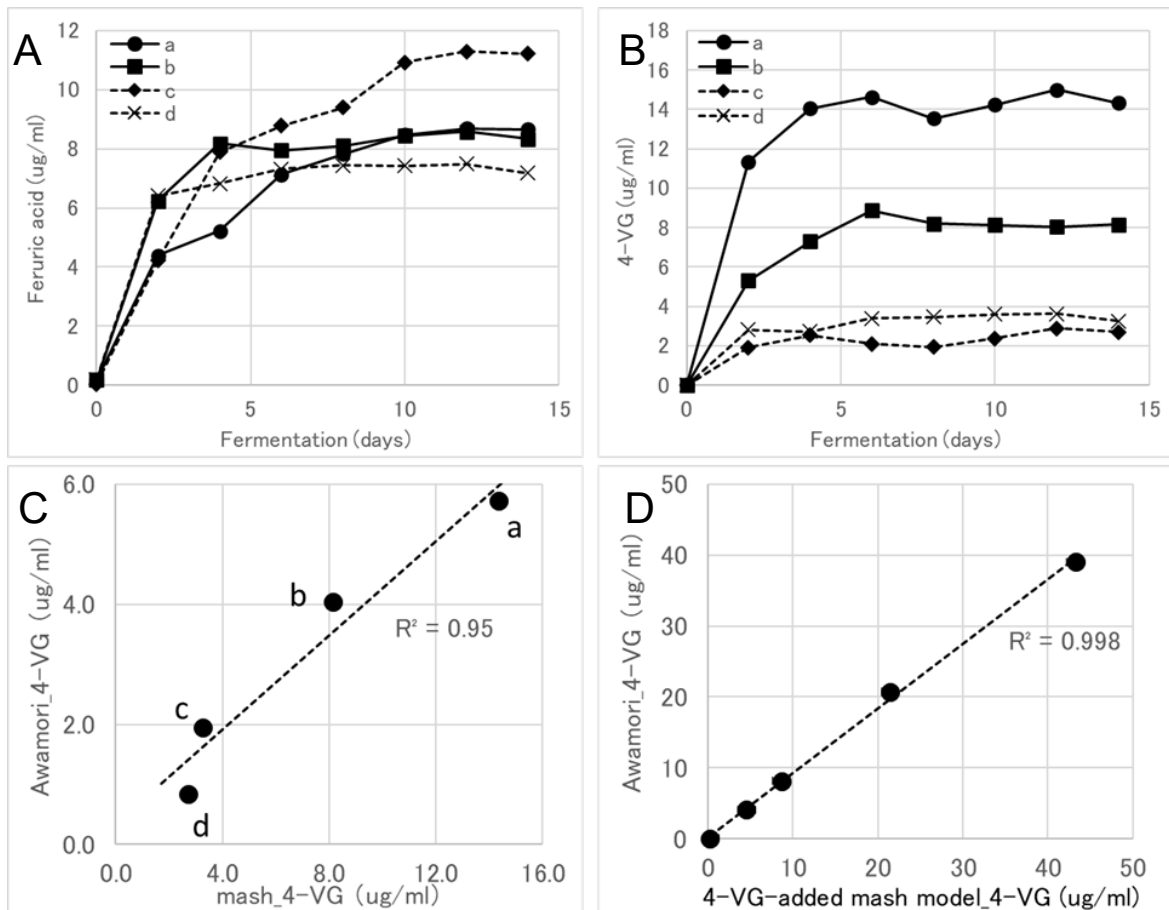 A
Feruric acid (ug/ml)
12
10
8
6
4
2
0
a
b
c
d
0 5 10 15
Fermentation (days)
B
4-VG (ug/ml)
18
16
14
12
10
8
6
4
2
0
a
b
c
d
0 5 10 15
Fermentation (days)
C
Awamori_4-VG (ug/ml)
6.0
4.0
2.0
0.0
a
b
R² = 0.95
c
d
0.0 4.0 8.0 12.0 16.0
mash_4-VG (ug/ml)
D
Awamori_4-VG (ug/ml)
50
40
30
20
10
0
R² = 0.998
0 10 20 30 40 50
4-VG-added mash model_4-VG (ug/ml)